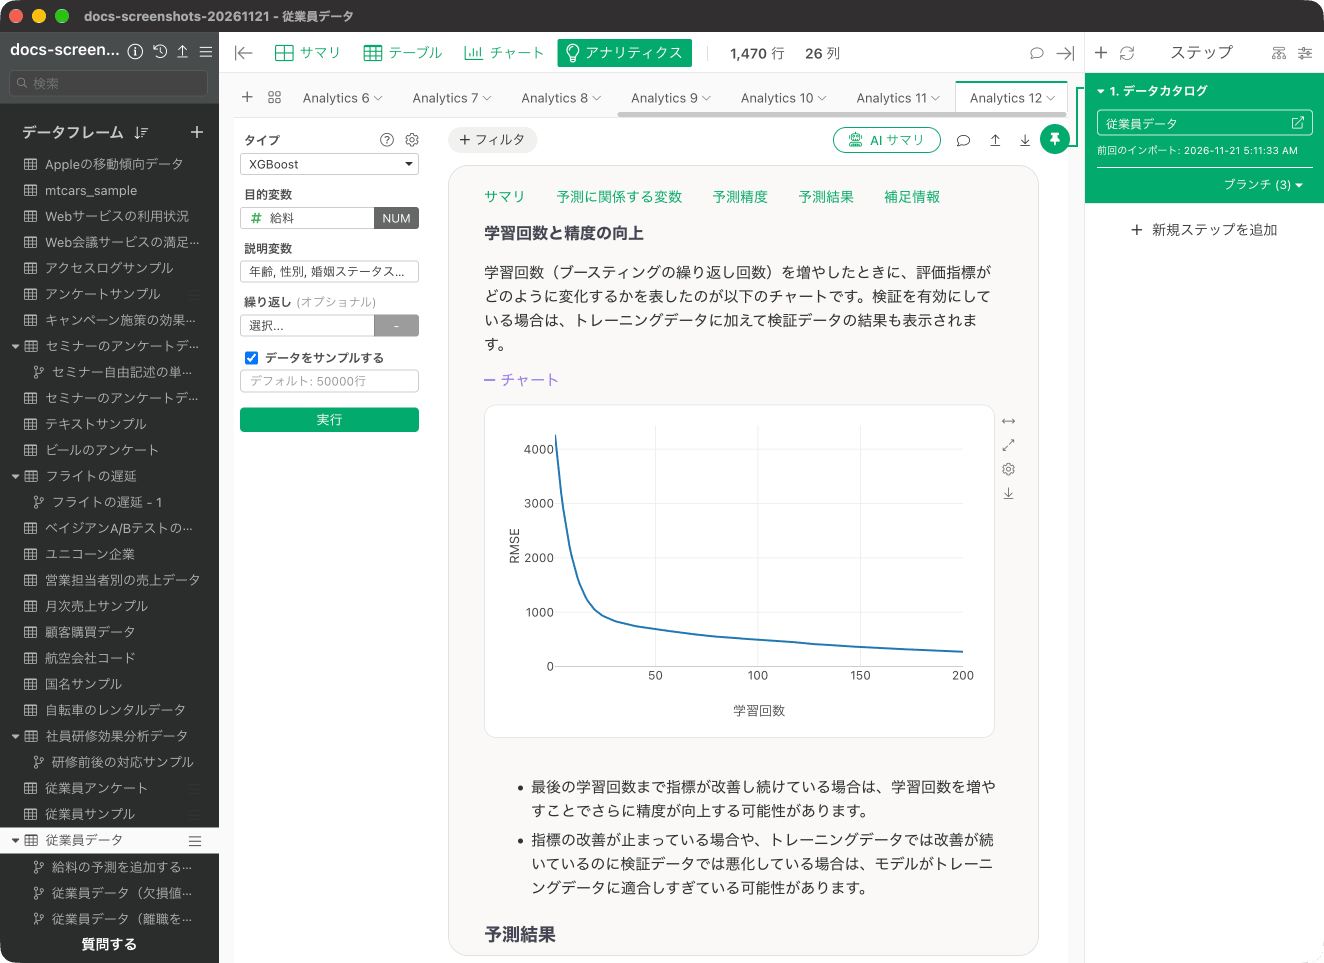 docs-screenshots-20261121 - 従業員データ
docs-screen...
検索
データフレーム
Appleの移動傾向データ
mtcars_sample
Webサービスの利用状況
Web会議サービスの満足…
アクセスログサンプル
アンケートサンプル
キャンペーン施策の効果…
セミナーのアンケートデ…
セミナー自由記述の単…
セミナーのアンケートデ…
テキストサンプル
ビールのアンケート
フライトの遅延
フライトの遅延 - 1
ベイジアンA/Bテストの…
ユニコーン企業
営業担当者別の売上データ
月次売上サンプル
顧客購買データ
航空会社コード
国名サンプル
自転車のレンタルデータ
社員研修効果分析データ
研修前後の対応サンプル
従業員アンケート
従業員サンプル
従業員データ
給料の予測を追加する…
従業員データ（欠損値…
従業員データ（離職を…
質問する
サマリ
テーブル
チャート
アナリティクス
1,470 行
26 列
Analytics 6
Analytics 7
Analytics 8
Analytics 9
Analytics 10
Analytics 11
Analytics 12
タイプ
XGBoost
目的変数
# 給料
NUM
説明変数
年齢, 性別, 婚姻ステータス...
繰り返し (オプショナル)
選択...
-
データをサンプルする
デフォルト: 50000行
実行
+ フィルタ
AI サマリ
サマリ
予測に関係する変数
予測精度
予測結果
補足情報
学習回数と精度の向上
学習回数（ブースティングの繰り返し回数）を増やしたときに、評価指標が
どのように変化するかを表したのが以下のチャートです。検証を有効にして
いる場合は、トレーニングデータに加えて検証データの結果も表示されま
す。
チャート
4000
3000
2000
1000
0
RMSE
50
100
150
200
学習回数
• 最後の学習回数まで指標が改善し続けている場合は、学習回数を増や
すことでさらに精度が向上する可能性があります。
• 指標の改善が止まっている場合や、トレーニングデータでは改善が続
いているのに検証データでは悪化している場合は、モデルがトレーニ
ングデータに適合しすぎている可能性があります。
予測結果
ステップ
1. データカタログ
従業員データ
前回のインポート: 2026-11-21 5:11:33 AM
ブランチ (3)
+ 新規ステップを追加